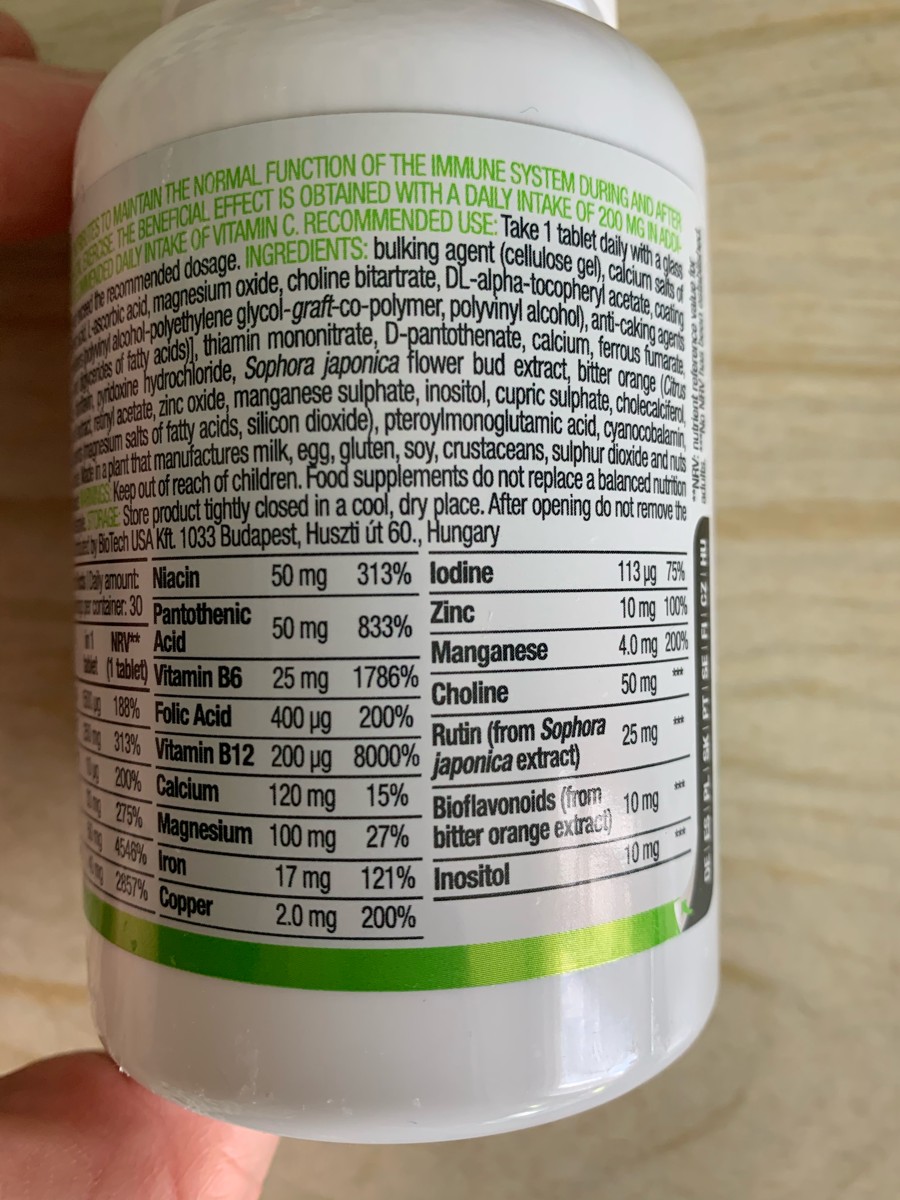 TO MAINTAIN THE NORMAL FUNCTION OF THE IMMUNE SYSTEM DURING AND AFTER
THE BENEFICIAL EFFECT IS OBTAINED WITH A DAILY INTAKE OF 200 MG IN ADDI-
DAILY INTAKE OF VITAMIN C. RECOMMENDED USE: Take 1 tablet daily with a glass
the recommended dosage. INGREDIENTS: bulking agent (cellulose gel), calcium salts of
L-ascorbic acid, magnesium oxide, choline bitartrate, DL-alpha-tocopheryl acetate, coating
alcohol-polyethylene glycol-graft-co-polymer, polyvinyl alcohol), anti-caking agents
of fatty acids)], thiamin mononitrate, D-pantothenate, calcium, ferrous fumarate,
pyridoxine hydrochloride, Sophora japonica flower bud extract, bitter orange (Citrus
retinyl acetate, zinc oxide, manganese sulphate, inositol, cupric sulphate, cholecalciferol,
magnesium salts of fatty acids, silicon dioxide), pteroylmonoglutamic acid, cyanocobalamin,
Made in a plant that manufactures milk, egg, gluten, soy, crustaceans, sulphur dioxide and nuts
Keep out of reach of children. Food supplements do not replace a balanced nutrition
STORAGE: Store product tightly closed in a cool, dry place. After opening do not remove the
by BioTech USA Kft. 1033 Budapest, Huszti út 60., Hungary
Daily amount:
per container: 30
in 1 NRV**
tablet (1 tablet)
188%
313%
200%
275%
4546%
2857%
Niacin 50 mg 313%
Pantothenic
Acid 50 mg 833%
Vitamin B6 25 mg 1786%
Folic Acid 400 µg 200%
Vitamin B12 200 µg 8000%
Calcium 120 mg 15%
Magnesium 100 mg 27%
Iron 17 mg 121%
Copper 2.0 mg 200%
Iodine 113 µg 75%
Zinc 10 mg 100%
Manganese 4.0 mg 200%
Choline 50 mg ***
Rutin (from Sophora
japonica extract) 25 mg ***
Bioflavonoids (from
bitter orange extract) 10 mg ***
Inositol 10 mg ***
**NRV: nutrient reference value for
adults. ***No NRV has been established.
DE | ES | PL | SK | PT | SE | FI | CZ | HU